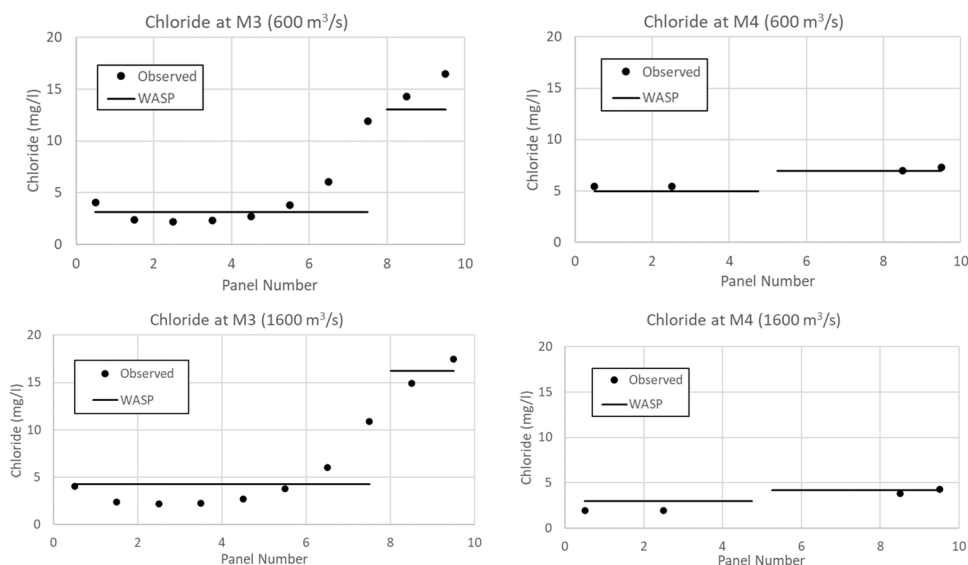 Chloride at M3 (600 m³/s)
20
15
10
5
0
Chloride (mg/l)
Observed
WASP
0 2 4 6 8 10
Panel Number
Chloride at M4 (600 m³/s)
20
15
10
5
0
Chloride (mg/l)
Observed
WASP
0 2 4 6 8 10
Panel Number
Chloride at M3 (1600 m³/s)
20
15
10
5
0
Chloride (mg/l)
Observed
WASP
0 2 4 6 8 10
Panel Number
Chloride at M4 (1600 m³/s)
20
15
10
5
0
Chloride (mg/l)
Observed
WASP
0 2 4 6 8 10
Panel Number